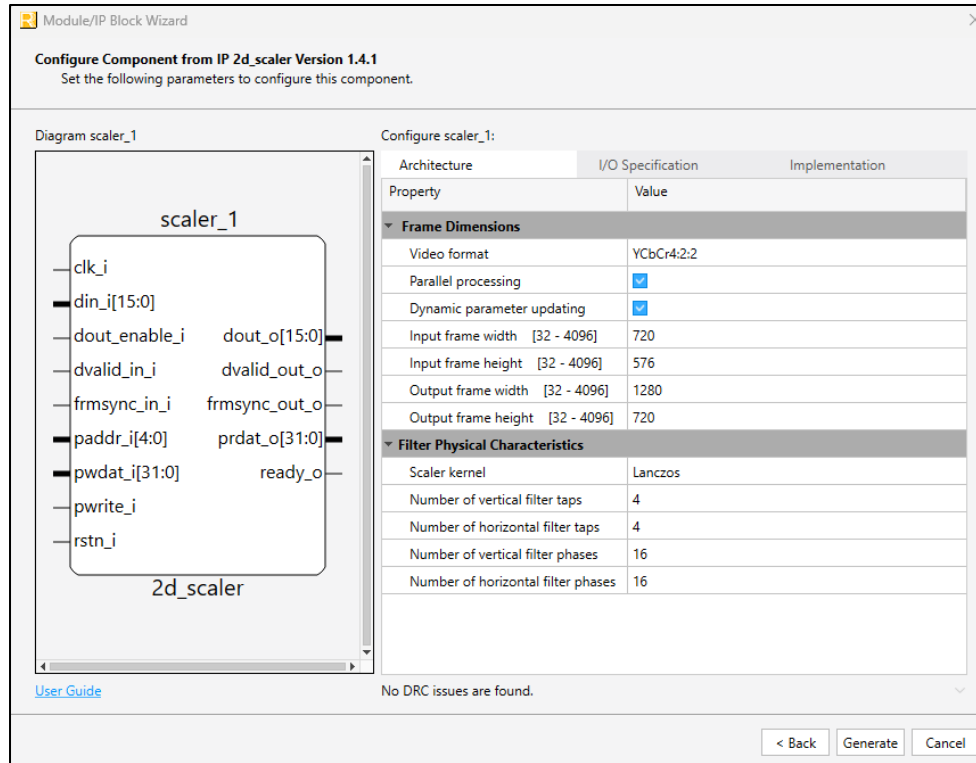 Module/IP Block Wizard
Configure Component from IP 2d_scaler Version 1.4.1
Set the following parameters to configure this component.
Diagram scaler_1
scaler_1
clk_i
din_i[15:0]
dout_enable_i dout_o[15:0]
dvalid_in_i dvalid_out_o
frmsync_in_i frmsync_out_o
paddr_i[4:0] prdat_o[31:0]
pwdat_i[31:0] ready_o
pwrite_i
rstn_i
2d_scaler
User Guide
Configure scaler_1:
Architecture I/O Specification Implementation
Property Value
Frame Dimensions
Video format YCbCr4:2:2
Parallel processing
Dynamic parameter updating
Input frame width [32 - 4096] 720
Input frame height [32 - 4096] 576
Output frame width [32 - 4096] 1280
Output frame height [32 - 4096] 720
Filter Physical Characteristics
Scaler kernel Lanczos
Number of vertical filter taps 4
Number of horizontal filter taps 4
Number of vertical filter phases 16
Number of horizontal filter phases 16
No DRC issues are found.
< Back Generate Cancel